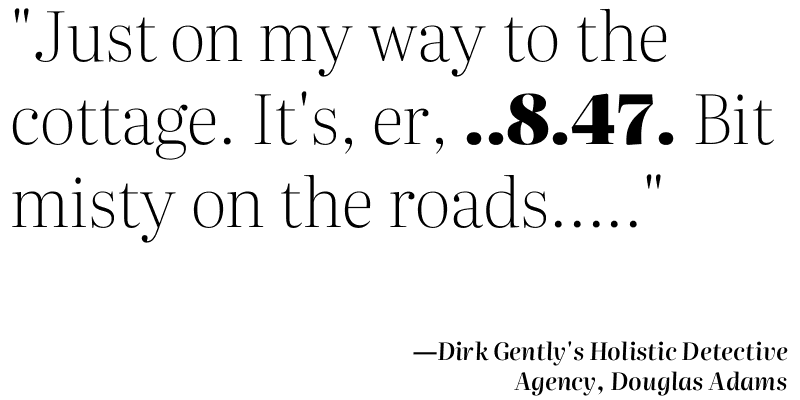 "Just on my way to the
cottage. It's, er, ..8.47. Bit
misty on the roads....."
—Dirk Gently's Holistic Detective
Agency, Douglas Adams